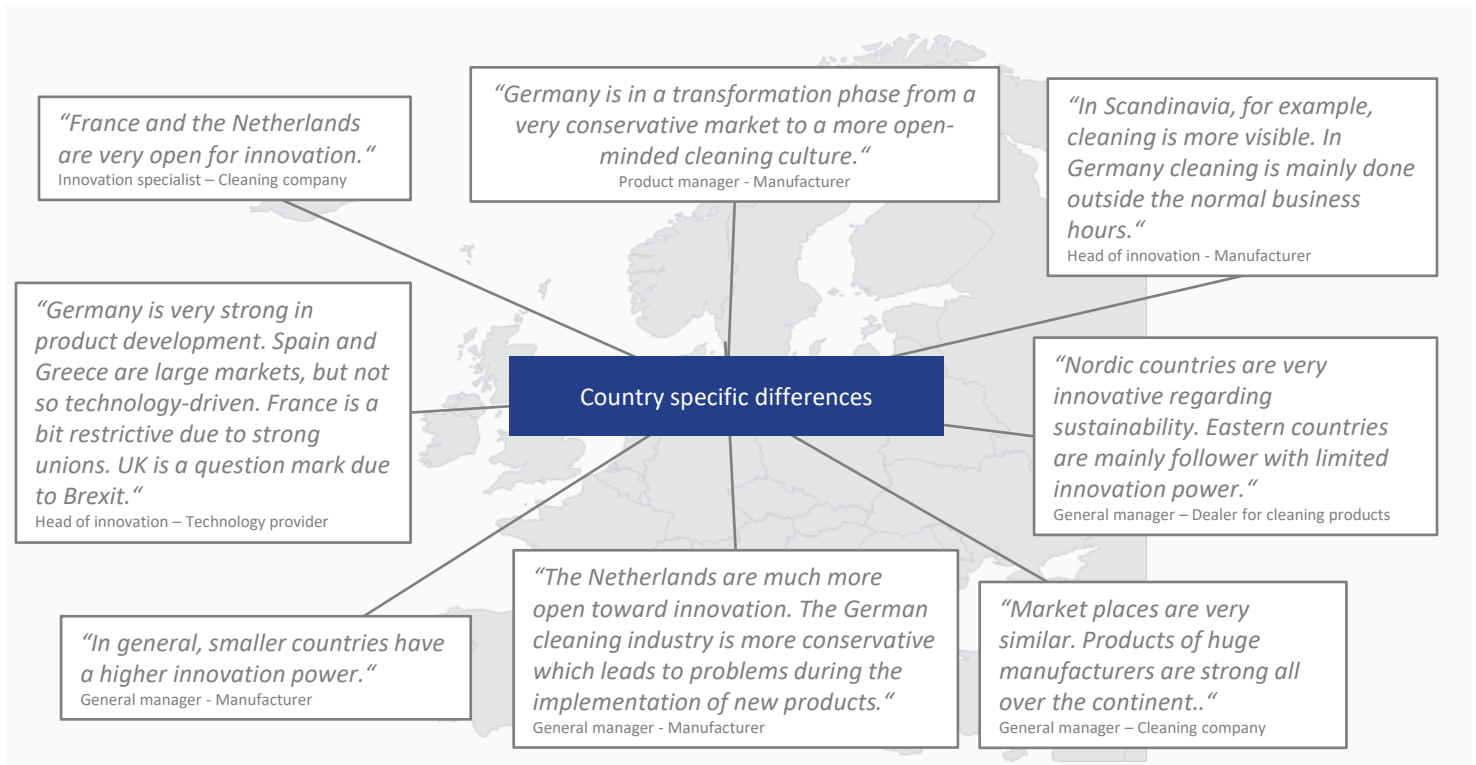 “France and the Netherlands
are very open for innovation.“
Innovation specialist – Cleaning company
“Germany is in a transformation phase from a
very conservative market to a more open-
minded cleaning culture.“
Product manager - Manufacturer
“In Scandinavia, for example,
cleaning is more visible. In
Germany cleaning is mainly done
outside the normal business
hours.“
Head of innovation - Manufacturer
“Germany is very strong in
product development. Spain and
Greece are large markets, but not
so technology-driven. France is a
bit restrictive due to strong
unions. UK is a question mark due
to Brexit.“
Head of innovation – Technology provider
Country specific differences
“Nordic countries are very
innovative regarding
sustainability. Eastern countries
are mainly follower with limited
innovation power.“
General manager – Dealer for cleaning products
“In general, smaller countries have
a higher innovation power.“
General manager - Manufacturer
“The Netherlands are much more
open toward innovation. The German
cleaning industry is more conservative
which leads to problems during the
implementation of new products.“
General manager - Manufacturer
“Market places are very
similar. Products of huge
manufacturers are strong all
over the continent..“
General manager – Cleaning company